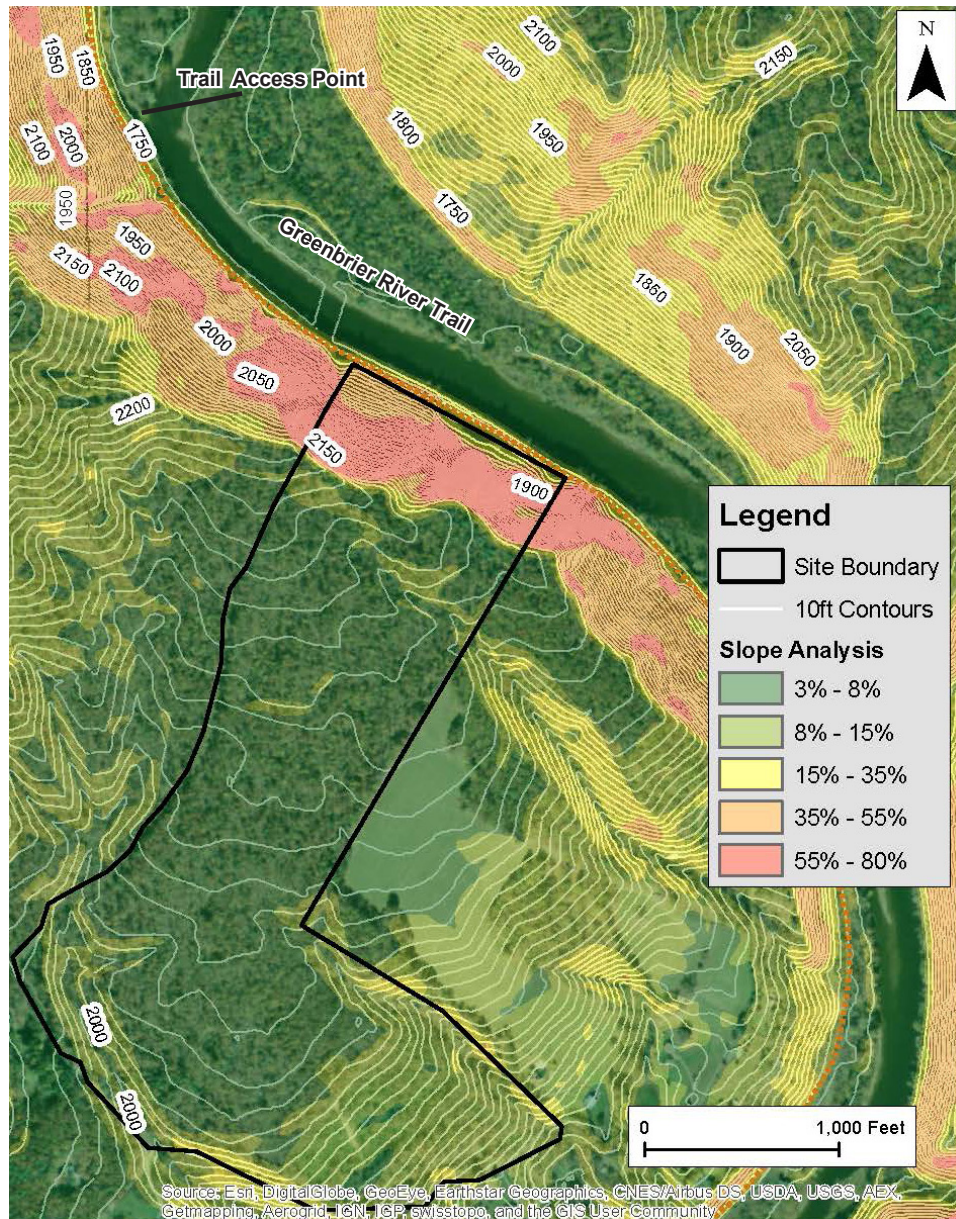 N
Trail Access Point
Greenbrier River Trail
1950
1850
2100
2000
1750
1950
1950
2150
2100
2000
2050
2200
2150
1900
2100
2000
2150
1950
1800
1750
1850
1900
2050
2000
2000
Legend
Site Boundary
10ft Contours
Slope Analysis
3% - 8%
8% - 15%
15% - 35%
35% - 55%
55% - 80%
0 1,000 Feet
Source: Esri, DigitalGlobe, GeoEye, Earthstar Geographics, CNES/Airbus DS, USDA, USGS, AEX,
Getmapping, Aerogrid, IGN, IGP, swisstopo, and the GIS User Community